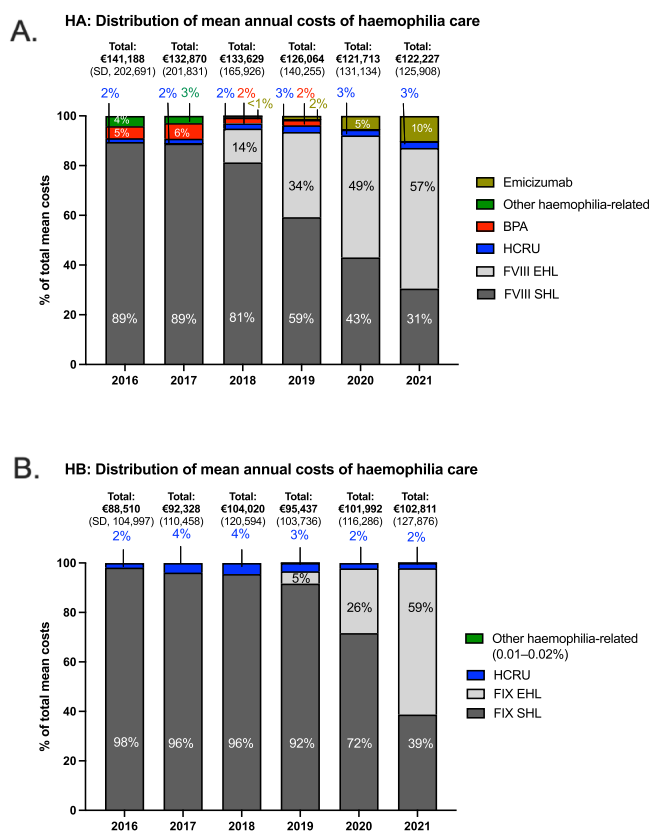 A.
HA: Distribution of mean annual costs of haemophilia care
Total: Total: Total: Total: Total: Total:
€141,188 €132,870 €133,629 €126,064 €121,713 €122,227
(SD, 202,691) (201,831) (165,926) (140,255) (131,134) (125,908)
2% 2% 3% 2% 2% <1% 3% 2% 2% 3% 3%
100
4% 5% 10%
5% 6%
14%
80
34% 49% 57%
60
40
20
89% 89% 81% 59% 43% 31%
0
2016 2017 2018 2019 2020 2021
% of total mean costs
Emicizumab
Other haemophilia-related
BPA
HCRU
FVIII EHL
FVIII SHL
B.
HB: Distribution of mean annual costs of haemophilia care
Total: Total: Total: Total: Total: Total:
€88,510 €92,328 €104,020 €95,437 €101,992 €102,811
(SD, 104,997) (110,458) (120,594) (103,736) (116,286) (127,876)
2% 4% 4% 3% 2% 2%
100
5%
80
26% 59%
60
40
98% 96% 96% 92% 72% 39%
20
0
2016 2017 2018 2019 2020 2021
% of total mean costs
Other haemophilia-related
(0.01–0.02%)
HCRU
FIX EHL
FIX SHL